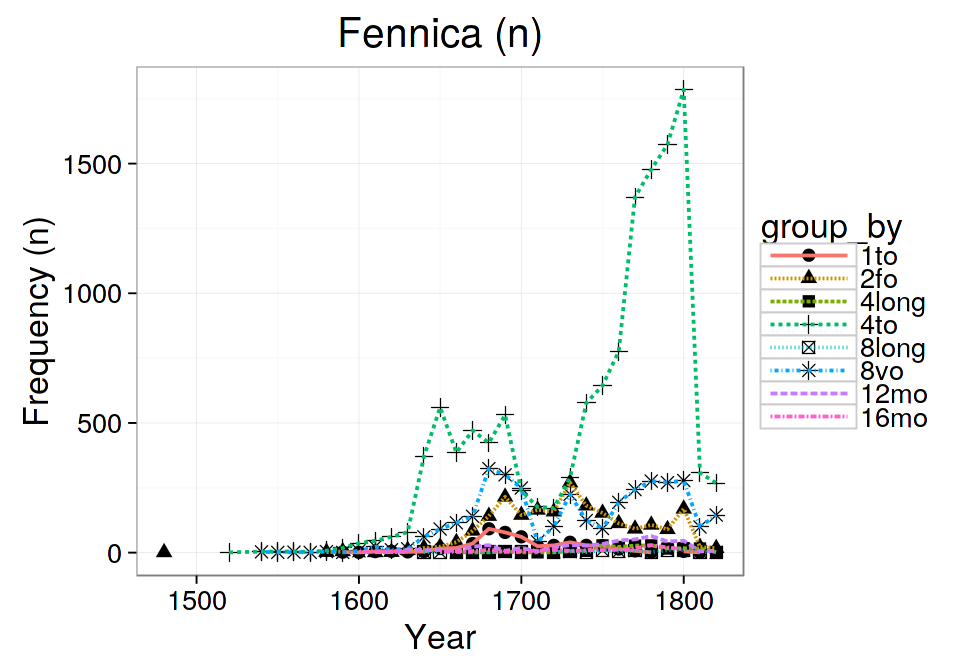 Fennica (n)
1500
1000
500
0
Frequency (n)
1500
1600
1700
1800
Year
group_by
1to
2fo
4long
4to
8long
8vo
12mo
16mo